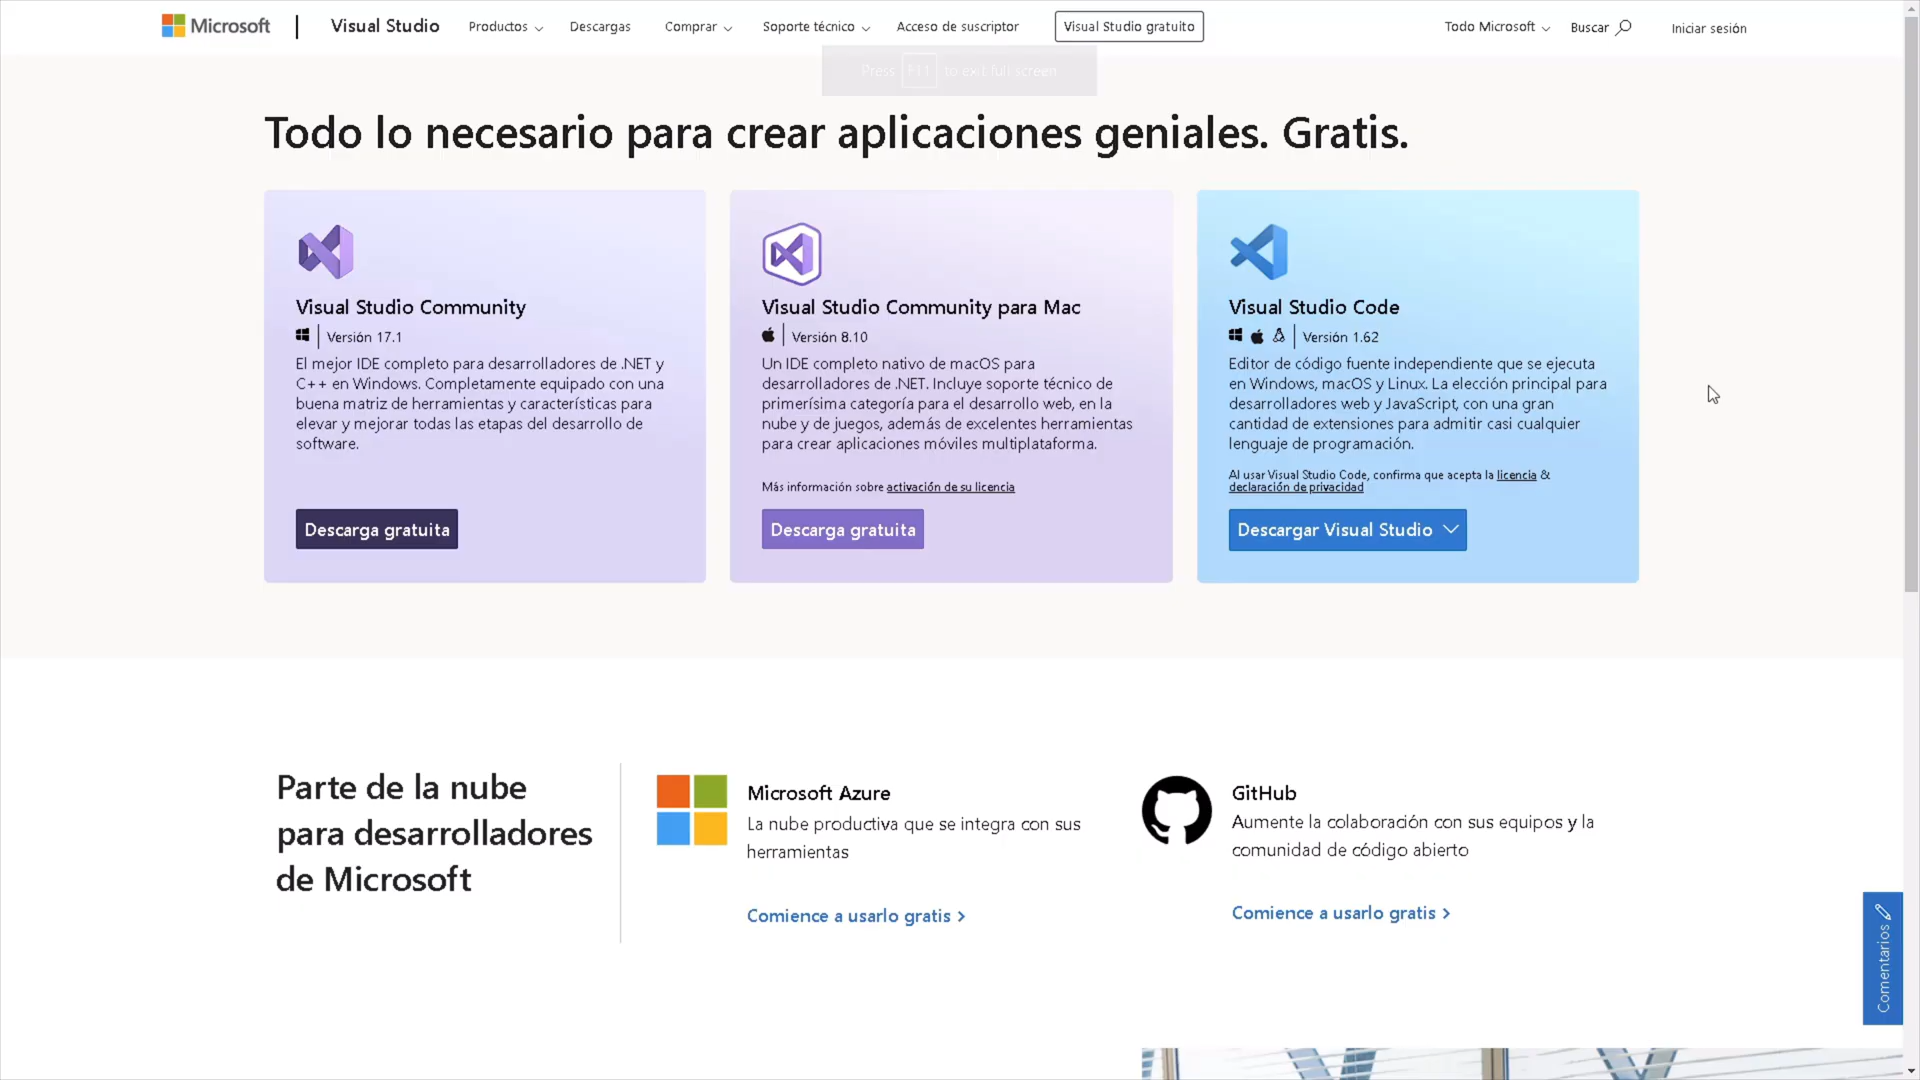 Microsoft
Visual Studio
Productos
Descargas
Comprar
Soporte técnico
Acceso de suscriptor
Visual Studio gratuito
Todo Microsoft
Buscar
Iniciar sesión
Press F11 to exit full screen
Todo lo necesario para crear aplicaciones geniales. Gratis.
Visual Studio Community
Versión 17.1
El mejor IDE completo para desarrolladores de .NET y
C++ en Windows. Completamente equipado con una
buena matriz de herramientas y características para
elevar y mejorar todas las etapas del desarrollo de
software.
Descarga gratuita
Visual Studio Community para Mac
Versión 8.10
Un IDE completo nativo de macOS para
desarrolladores de .NET. Incluye soporte técnico de
primerísima categoría para el desarrollo web, en la
nube y de juegos, además de excelentes herramientas
para crear aplicaciones móviles multiplataforma.
Más información sobre activación de su licencia
Descarga gratuita
Visual Studio Code
Versión 1.62
Editor de código fuente independiente que se ejecuta
en Windows, macOS y Linux. La elección principal para
desarrolladores web y JavaScript, con una gran
cantidad de extensiones para admitir casi cualquier
lenguaje de programación.
Al usar Visual Studio Code, confirma que acepta la licencia &
declaración de privacidad
Descargar Visual Studio
Parte de la nube
para desarrolladores
de Microsoft
Microsoft Azure
La nube productiva que se integra con sus
herramientas
Comience a usarlo gratis >
GitHub
Aumente la colaboración con sus equipos y la
comunidad de código abierto
Comience a usarlo gratis >
Comentarios